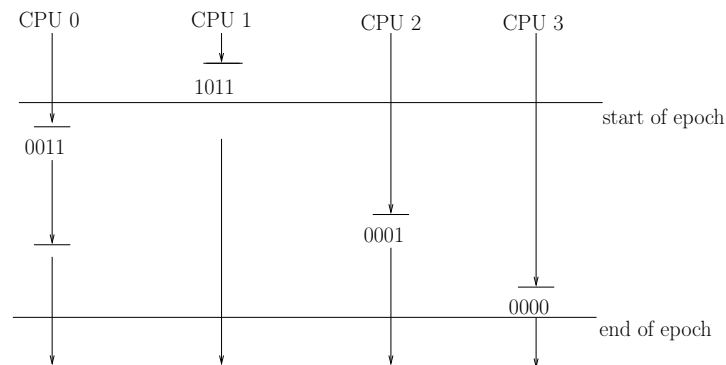 CPU 0 CPU 1 CPU 2 CPU 3
1011
start of epoch
0011
0001
0000
end of epoch